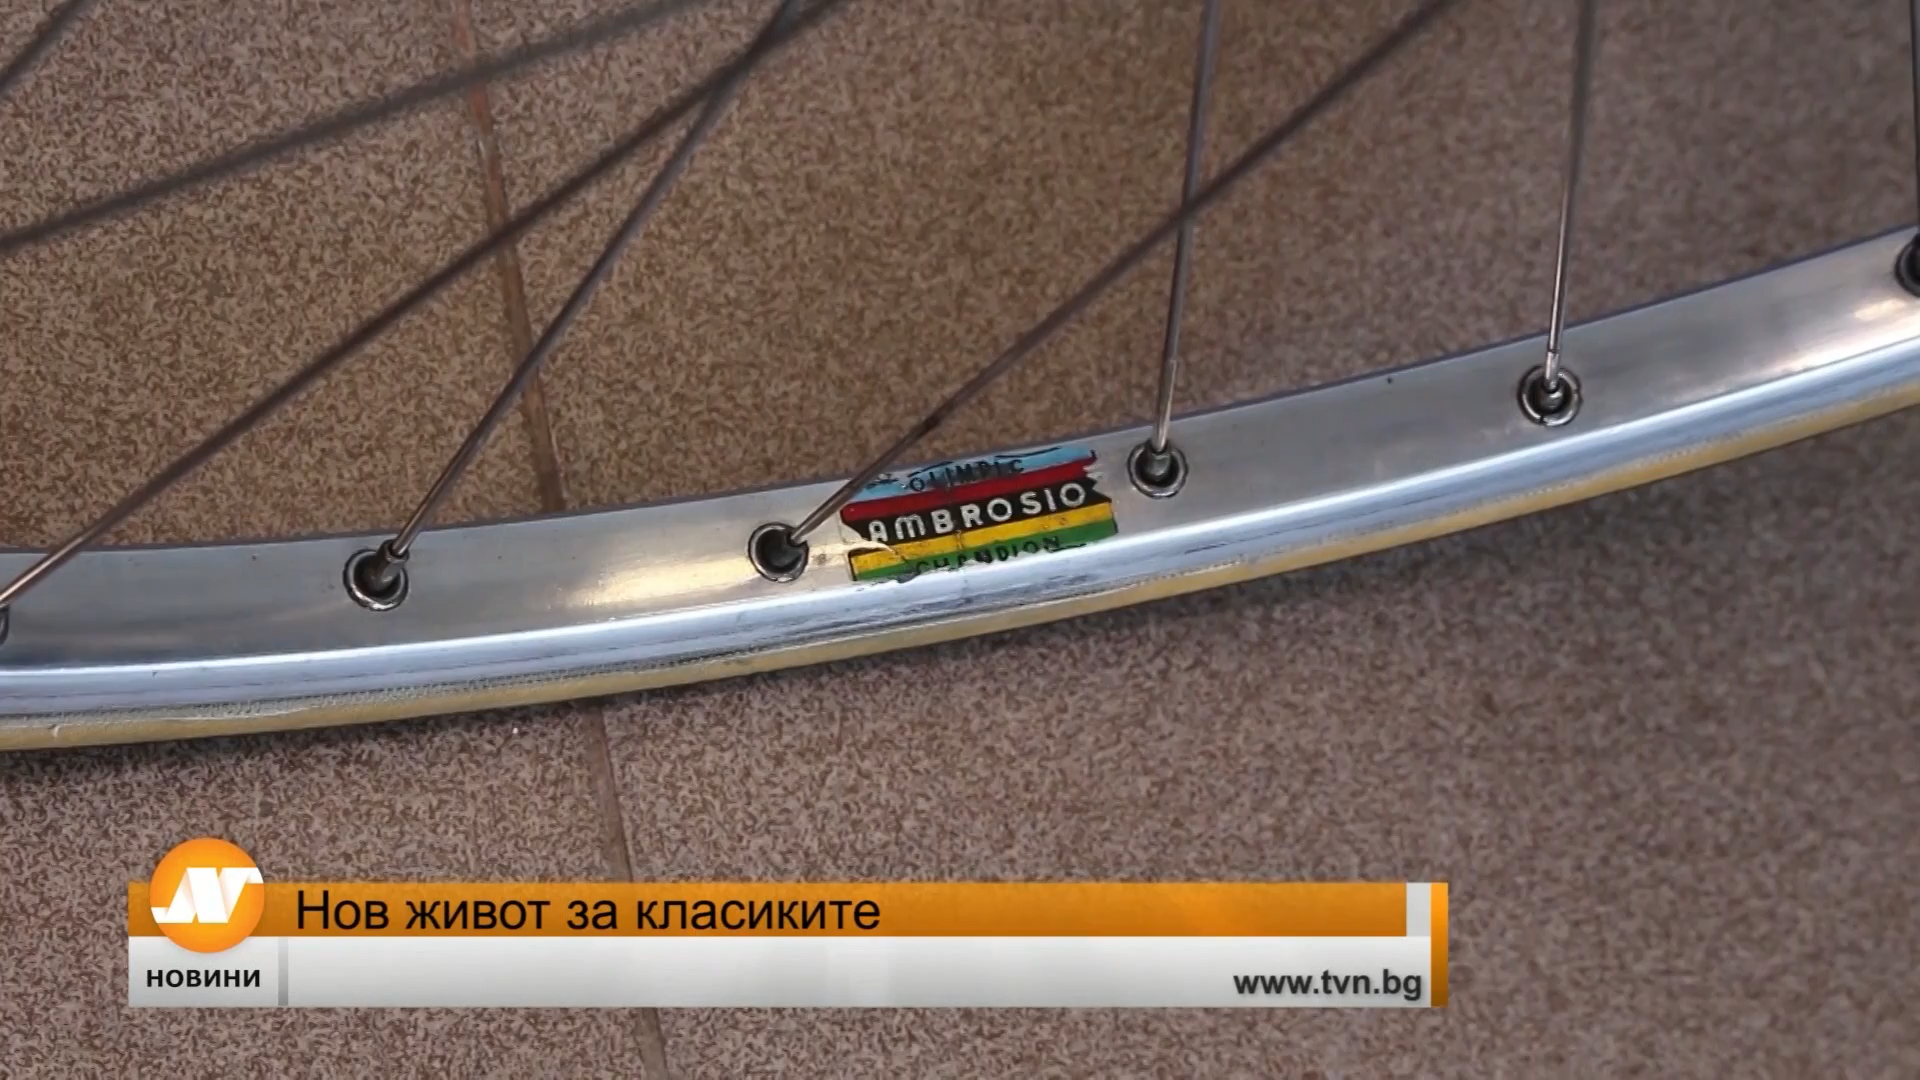 OLIMPIC
AMBROSIO
CHAMPION
Нов живот за класиките
НОВИНИ
www.tvn.bg